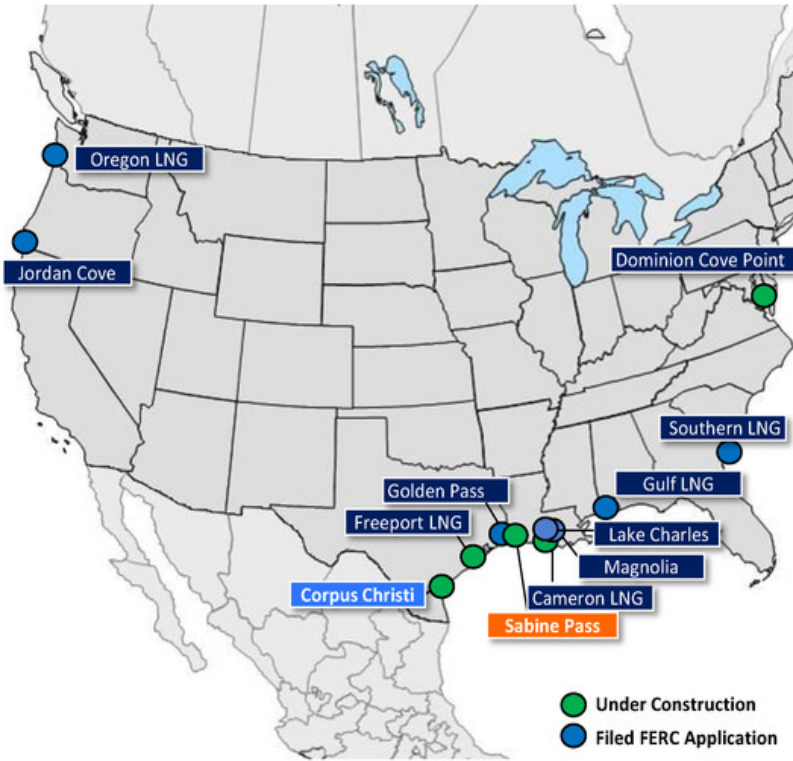 Oregon LNG
Jordan Cove
Dominion Cove Point
Southern LNG
Golden Pass
Gulf LNG
Freeport LNG
Lake Charles
Magnolia
Corpus Christi
Cameron LNG
Sabine Pass
Under Construction
Filed FERC Application